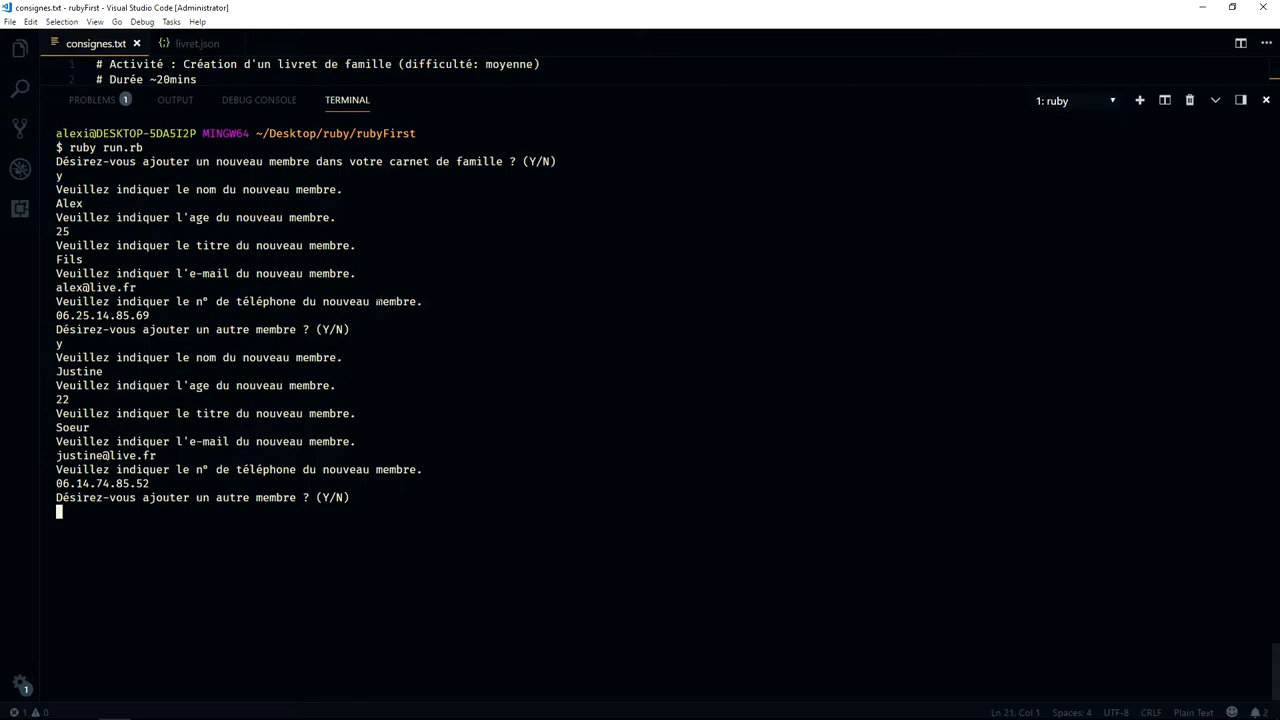 consignes.txt - rubyFirst - Visual Studio Code [Administrator]
File Edit Selection View Go Debug Tasks Help
consignes.txt livret.json
1 # Activité : Création d'un livret de famille (difficulté: moyenne)
2 # Durée ~20mins
PROBLEMS 1 OUTPUT DEBUG CONSOLE TERMINAL 1: ruby
alexi@DESKTOP-5DA5I2P MINGW64 ~/Desktop/ruby/rubyFirst
$ ruby run.rb
Désirez-vous ajouter un nouveau membre dans votre carnet de famille ? (Y/N)
y
Veuillez indiquer le nom du nouveau membre.
Alex
Veuillez indiquer l'age du nouveau membre.
25
Veuillez indiquer le titre du nouveau membre.
Fils
Veuillez indiquer l'e-mail du nouveau membre.
alex@live.fr
Veuillez indiquer le n° de téléphone du nouveau membre.
06.25.14.85.69
Désirez-vous ajouter un autre membre ? (Y/N)
y
Veuillez indiquer le nom du nouveau membre.
Justine
Veuillez indiquer l'age du nouveau membre.
22
Veuillez indiquer le titre du nouveau membre.
Soeur
Veuillez indiquer l'e-mail du nouveau membre.
justine@live.fr
Veuillez indiquer le n° de téléphone du nouveau membre.
06.14.74.85.52
Désirez-vous ajouter un autre membre ? (Y/N)
1
1 0 Ln 21, Col 1 Spaces: 4 UTF-8 CRLF Plain Text 2